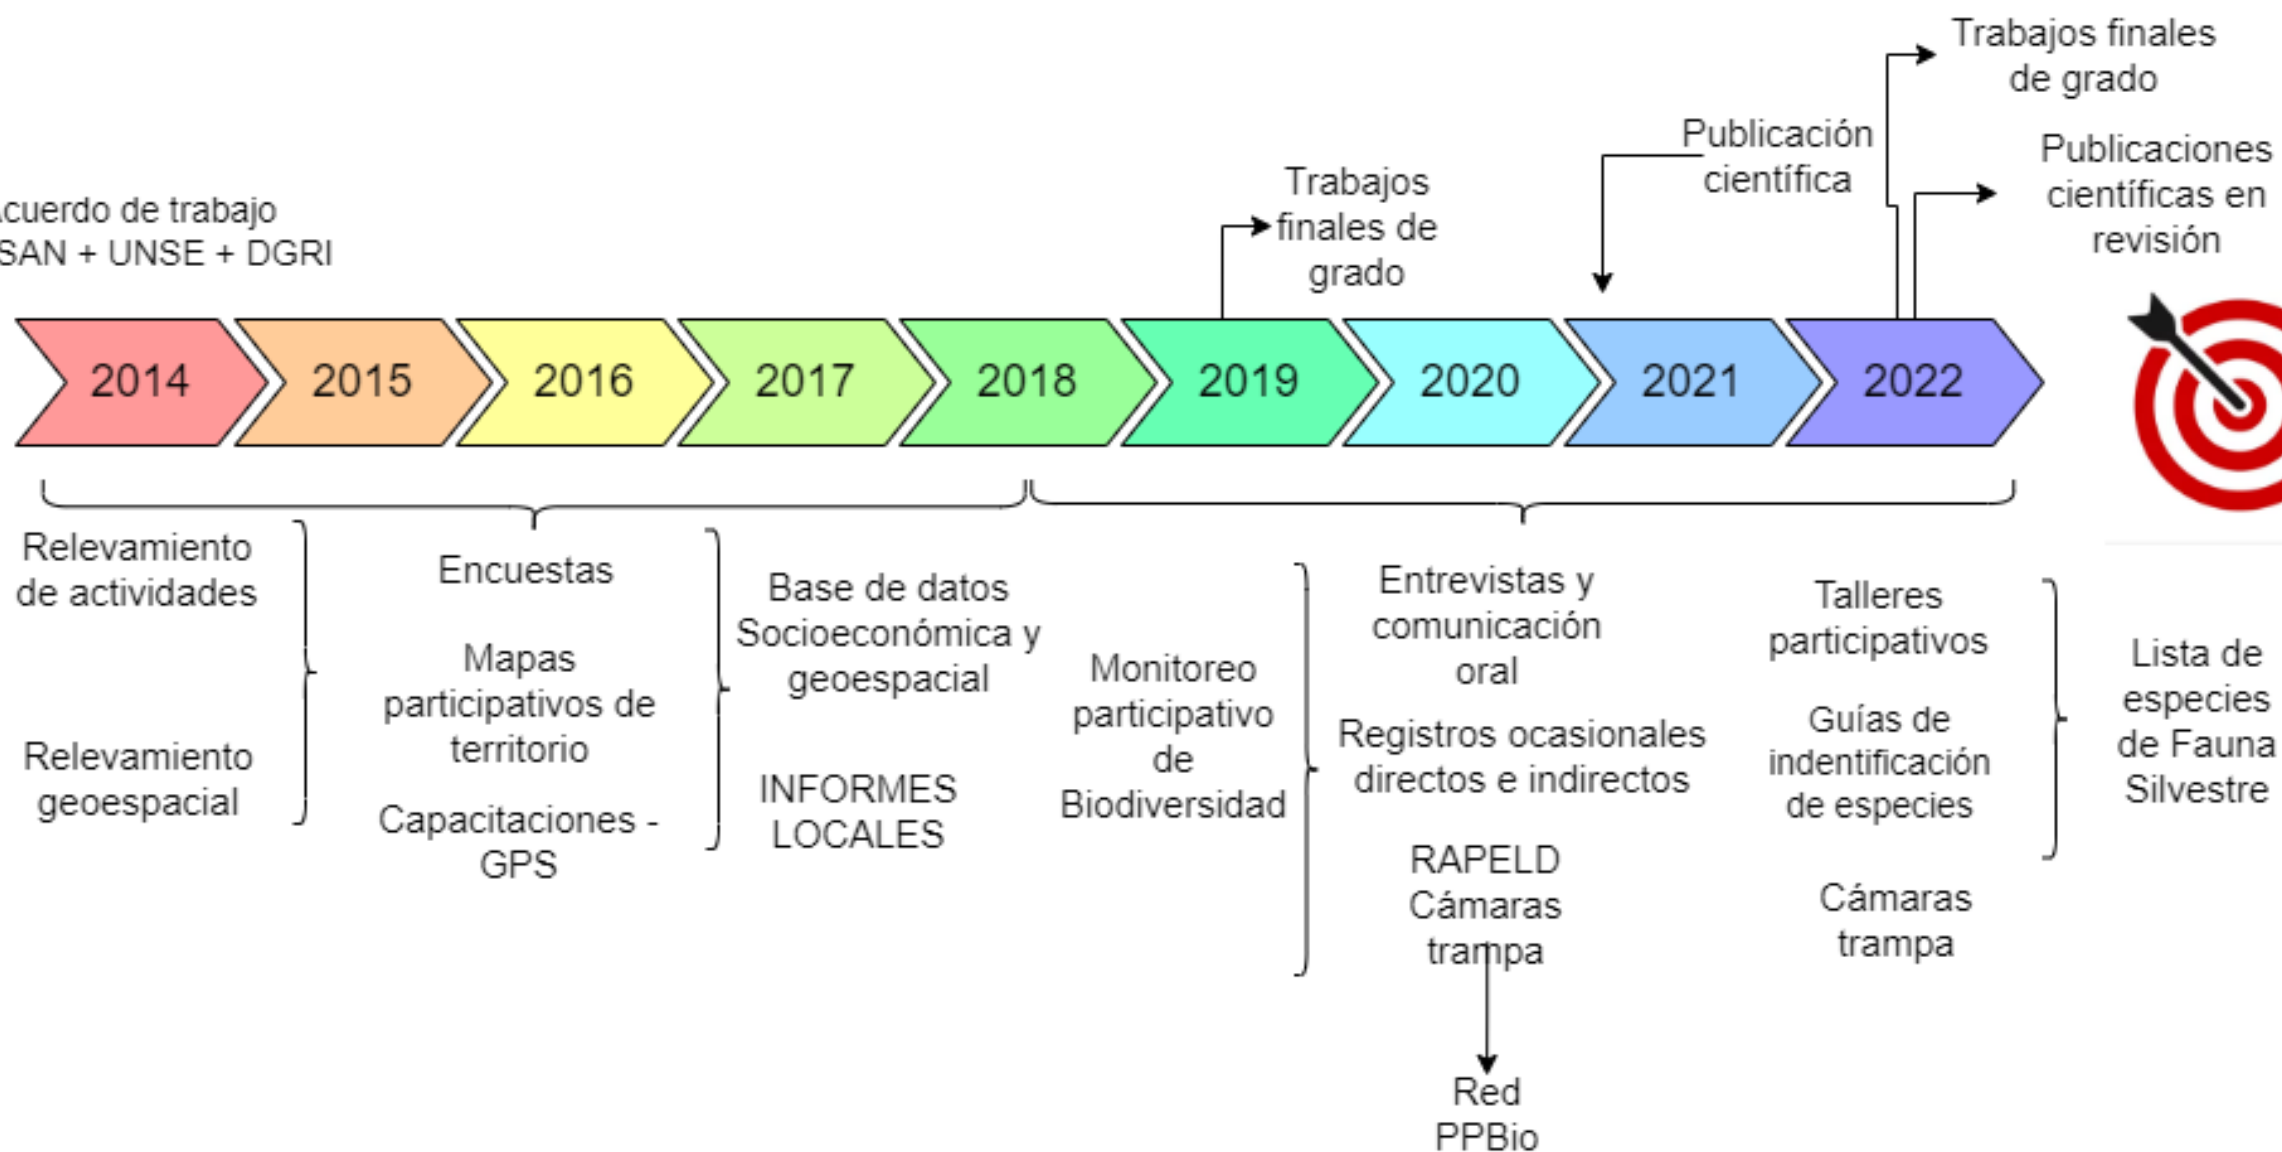 Trabajos finales
de grado
Publicación
científica
Publicaciones
científicas en
revisión
Trabajos
finales de
grado
de trabajo
SAN + UNSE + DGRI
2014
2015
2016
2017
2018
2019
2020
2021
2022
Relevamiento
de actividades
Relevamiento
geoespacial
Encuestas
Mapas
participativos de
territorio
Capacitaciones -
GPS
Base de datos
Socioeconómica y
geoespacial
INFORMES
LOCALES
Monitoreo
participativo
de
Biodiversidad
Entrevistas y
comunicación
oral
Registros ocasionales
directos e indirectos
RAPELD
Cámaras
trampa
Red
PPBio
Talleres
participativos
Guías de
indentificación
de especies
Cámaras
trampa
Lista de
especies
de Fauna
Silvestre